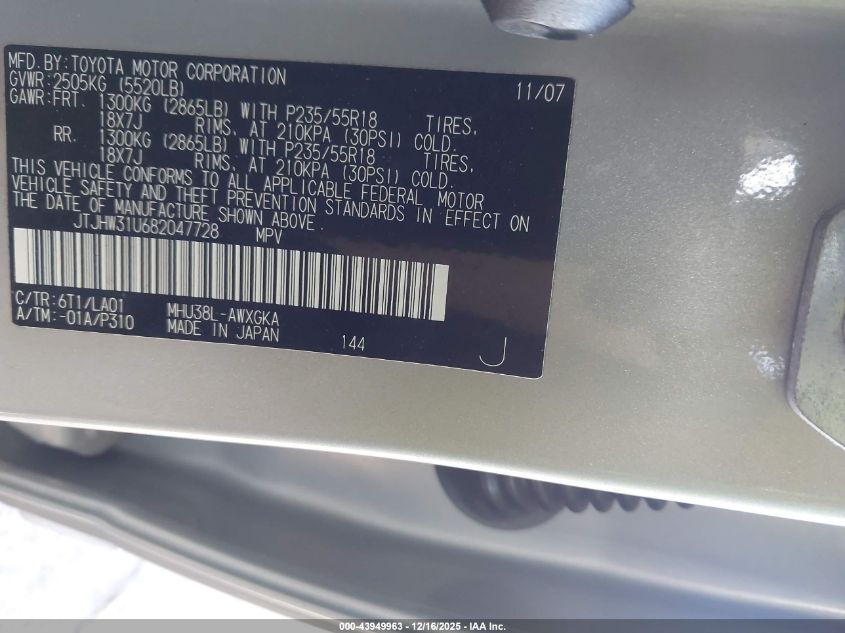 MFD. BY: TOYOTA MOTOR CORPORATION 11/07
GVWR: 2505KG (5520LB)
GAWR: FRT. 1300KG (2865LB) WITH P235/55R18 TIRES,
18X7J RIMS, AT 210KPA (30PSI) COLD.
RR. 1300KG (2865LB) WITH P235/55R18 TIRES,
18X7J RIMS, AT 210KPA (30PSI) COLD.
THIS VEHICLE CONFORMS TO ALL APPLICABLE FEDERAL MOTOR
VEHICLE SAFETY AND THEFT PREVENTION STANDARDS IN EFFECT ON
THE DATE OF MANUFACTURE SHOWN ABOVE.
JTJHW31U682047728 MPV
C/TR: 6T1/LA01 MHU38L-AWXGKA
A/TM: -01A/P310 MADE IN JAPAN 144 J
000-43949963 - 12/16/2025 - IAA Inc.